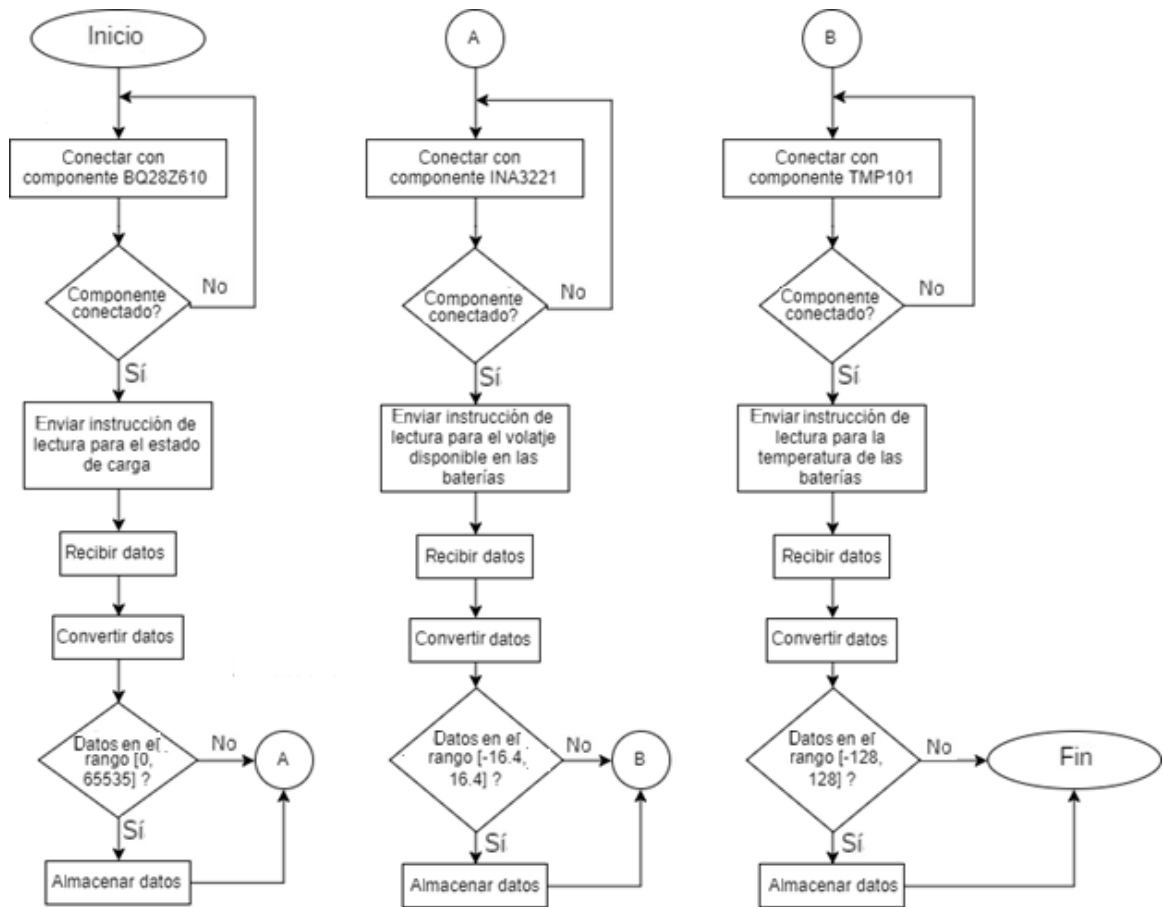 Inicio
Conectar con
componente BQ28Z610
Componente
conectado?
No
Sí
Enviar instrucción de
lectura para el estado
de carga
Recibir datos
Convertir datos
Datos en el
rango [0,
65535] ?
No
A
Sí
Almacenar datos
A
Conectar con
componente INA3221
Componente
conectado?
No
Sí
Enviar instrucción de
lectura para el volatje
disponible en las
baterías
Recibir datos
Convertir datos
Datos en el
rango [-16.4,
16.4] ?
No
B
Sí
Almacenar datos
B
Conectar con
componente TMP101
Componente
conectado?
No
Sí
Enviar instrucción de
lectura para la
temperatura de las
baterías
Recibir datos
Convertir datos
Datos en el
rango [-128,
128] ?
No
Fin
Sí
Almacenar datos